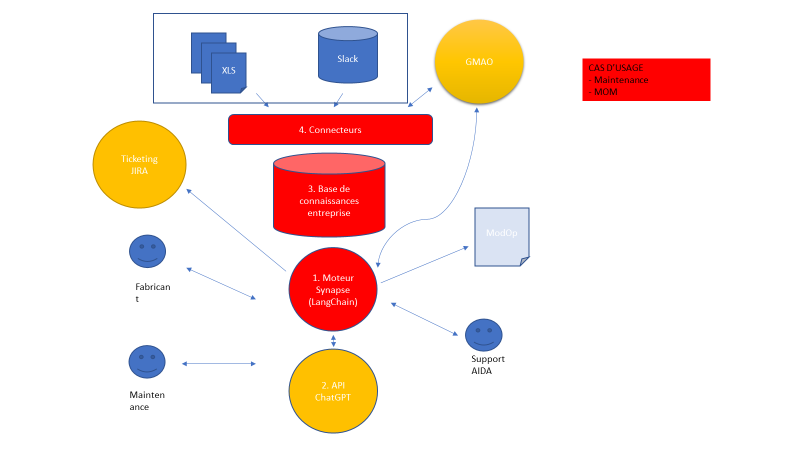 XLS
Slack
GMAO
CAS D'USAGE
- Maintenance
- MOM
4. Connecteurs
Ticketing
JIRA
3. Base de
connaissances
entreprise
ModOp
1. Moteur
Synapse
(LangChain)
Fabrican
t
Support
AIDA
Mainten
ance
2. API
ChatGPT